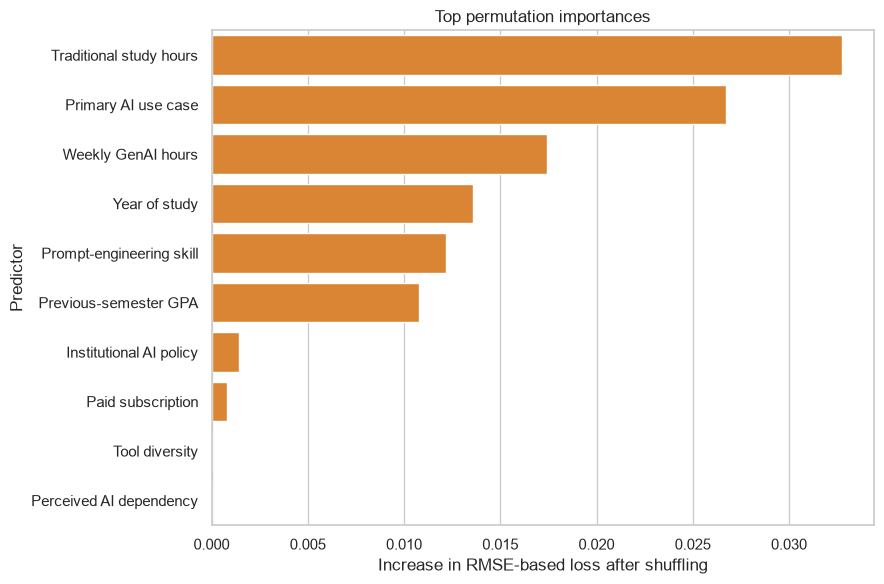 Top permutation importances
Predictor
Traditional study hours
Primary AI use case
Weekly GenAI hours
Year of study
Prompt-engineering skill
Previous-semester GPA
Institutional AI policy
Paid subscription
Tool diversity
Perceived AI dependency
0.000 0.005 0.010 0.015 0.020 0.025 0.030
Increase in RMSE-based loss after shuffling